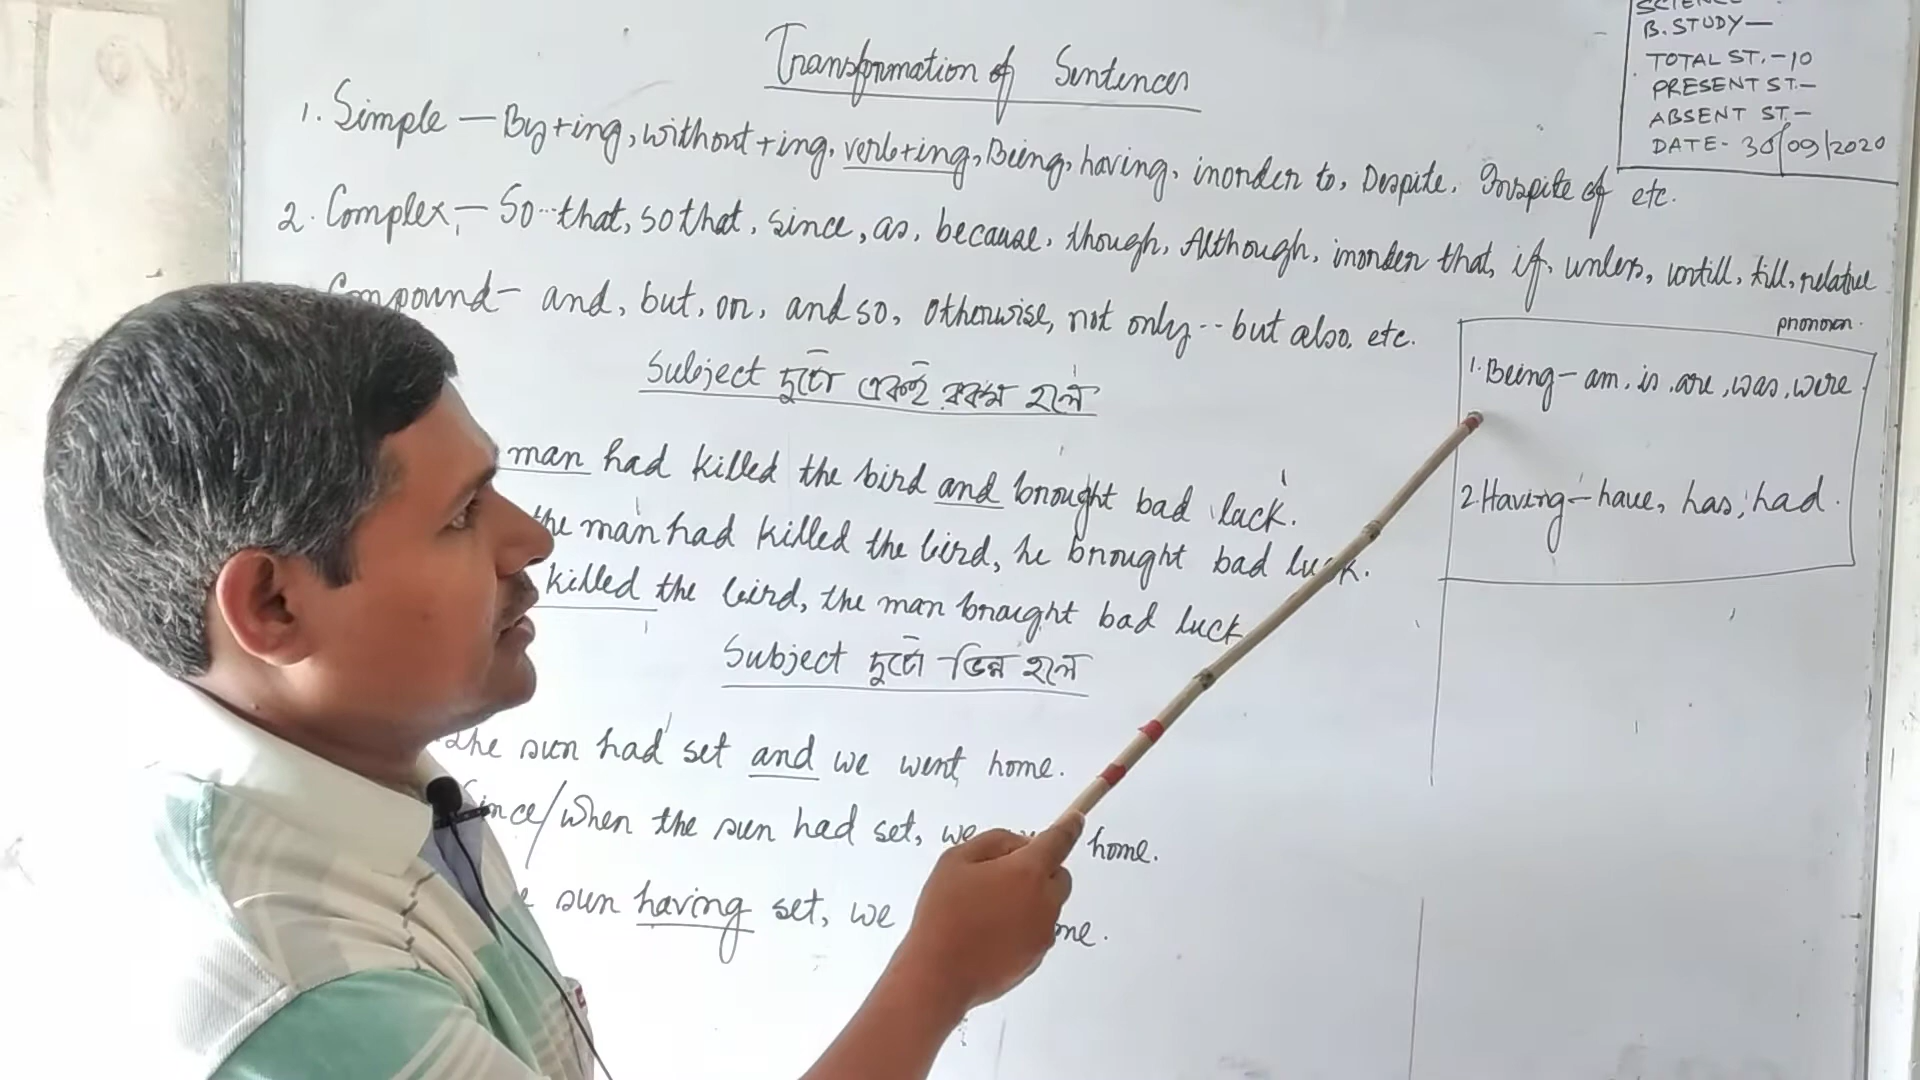 Transformation of Sentences
SCIENCE
B. STUDY—
TOTAL ST.-10
PRESENT ST.-
ABSENT ST.-
DATE- 30/09/2020
1. Simple — By+ing, without +ing, verb+ing, Being, having, inorder to, Despite, Inspite of etc.
2. Complex,— So...that, so that, since, as, because, though, Although, inorder that, if, unless, untill, till, relative
pronoun.
Compound- and, but, or, and so, Otherwise, not only -- but also, etc.
Subject দুটো একই রকম হলে
man had killed the bird and brought bad luck.
the man had killed the bird, he brought bad luck.
killed the bird, the man braught bad luck
Subject দুটো ভিন্ন হলে
The sun had set and we went home.
Since/when the sun had set, we home.
sun having set, we
1. Being - am, is, are, was, were.
2. Having - have, has, had.